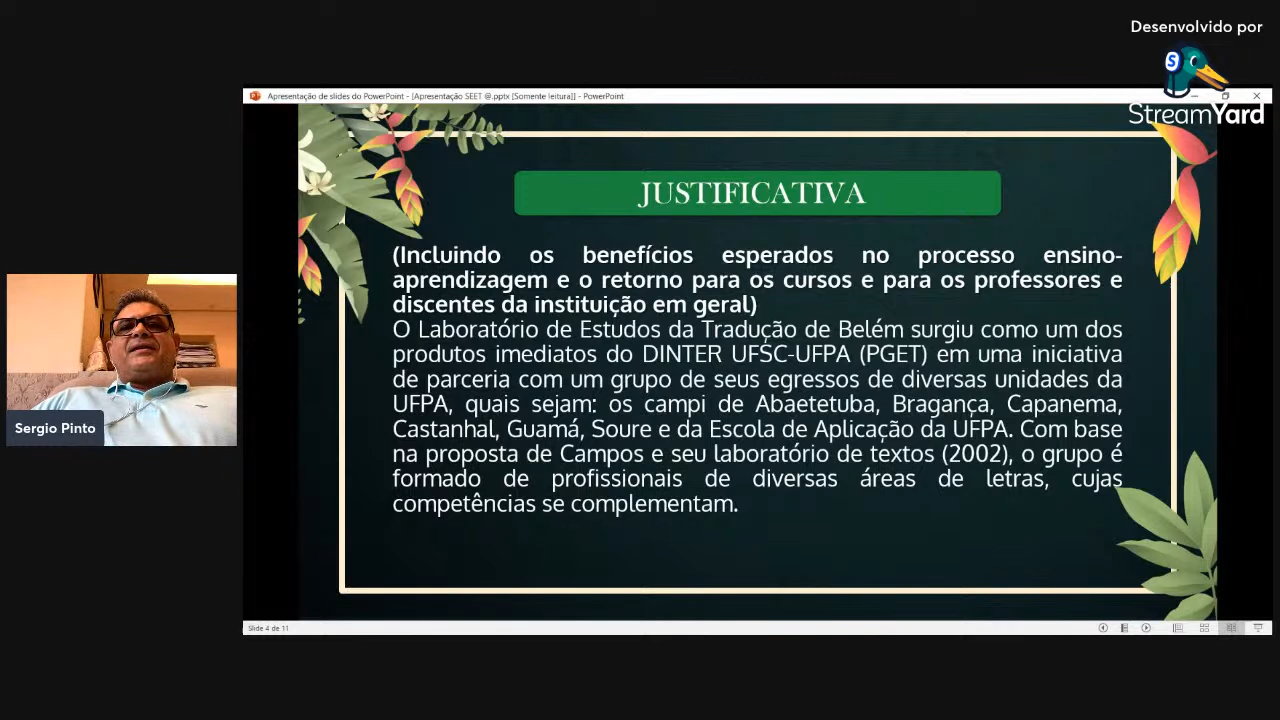 Desenvolvido por
S
StreamYard
Apresentação de slides do PowerPoint - [Apresentação SEET @.pptx [Somente leitura]] - PowerPoint
JUSTIFICATIVA
(Incluindo os benefícios esperados no processo ensino-
aprendizagem e o retorno para os cursos e para os professores e
discentes da instituição em geral)
O Laboratório de Estudos da Tradução de Belém surgiu como um dos
produtos imediatos do DINTER UFSC-UFPA (PGET) em uma iniciativa
de parceria com um grupo de seus egressos de diversas unidades da
UFPA, quais sejam: os campi de Abaetetuba, Bragança, Capanema,
Castanhal, Guamá, Soure e da Escola de Aplicação da UFPA. Com base
na proposta de Campos e seu laboratório de textos (2002), o grupo é
formado de profissionais de diversas áreas de letras, cujas
competências se complementam.
Sergio Pinto
Slide 4 de 11